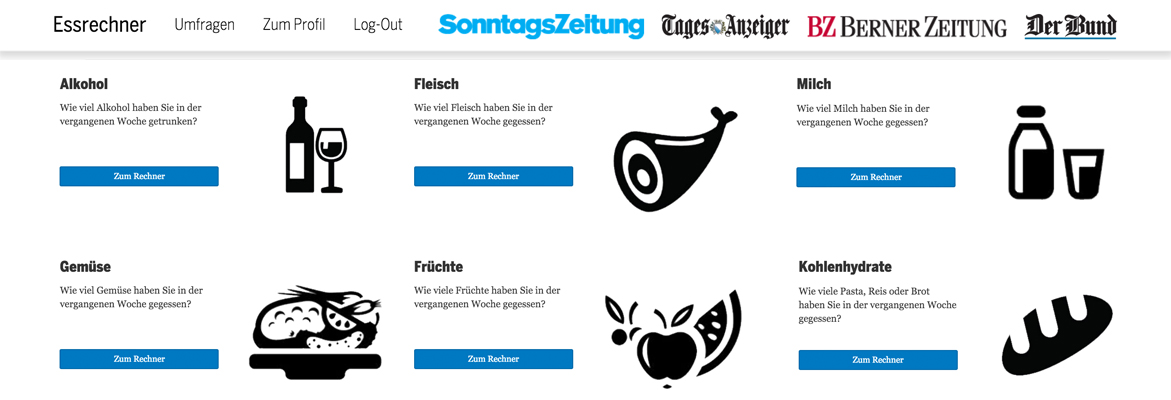 Essrechner Umfragen Zum Profil Log-Out SonntagsZeitung Tages Anzeiger BZ BERNER ZEITUNG Der Bund
Alkohol
Wie viel Alkohol haben Sie in der
vergangenen Woche getrunken?
Zum Rechner
Fleisch
Wie viel Fleisch haben Sie in der
vergangenen Woche gegessen?
Zum Rechner
Milch
Wie viel Milch haben Sie in der
vergangenen Woche gegessen?
Zum Rechner
Gemüse
Wie viel Gemüse haben Sie in der
vergangenen Woche gegessen?
Zum Rechner
Früchte
Wie viele Früchte haben Sie in der
vergangenen Woche gegessen?
Zum Rechner
Kohlenhydrate
Wie viele Pasta, Reis oder Brot
haben Sie in der vergangenen Woche
gegessen?
Zum Rechner